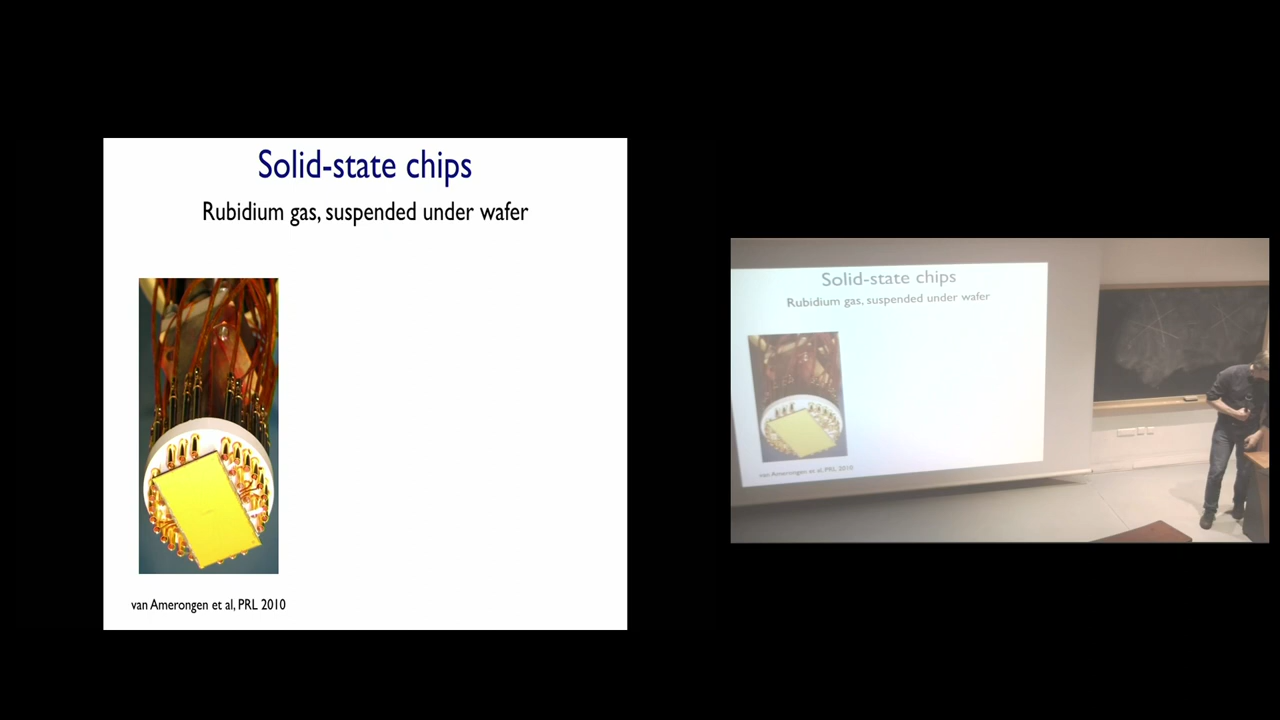 Solid-state chips
Rubidium gas, suspended under wafer
van Amerongen et al, PRL 2010
Solid-state chips
Rubidium gas, suspended under wafer
van Amerongen et al, PRL 2010